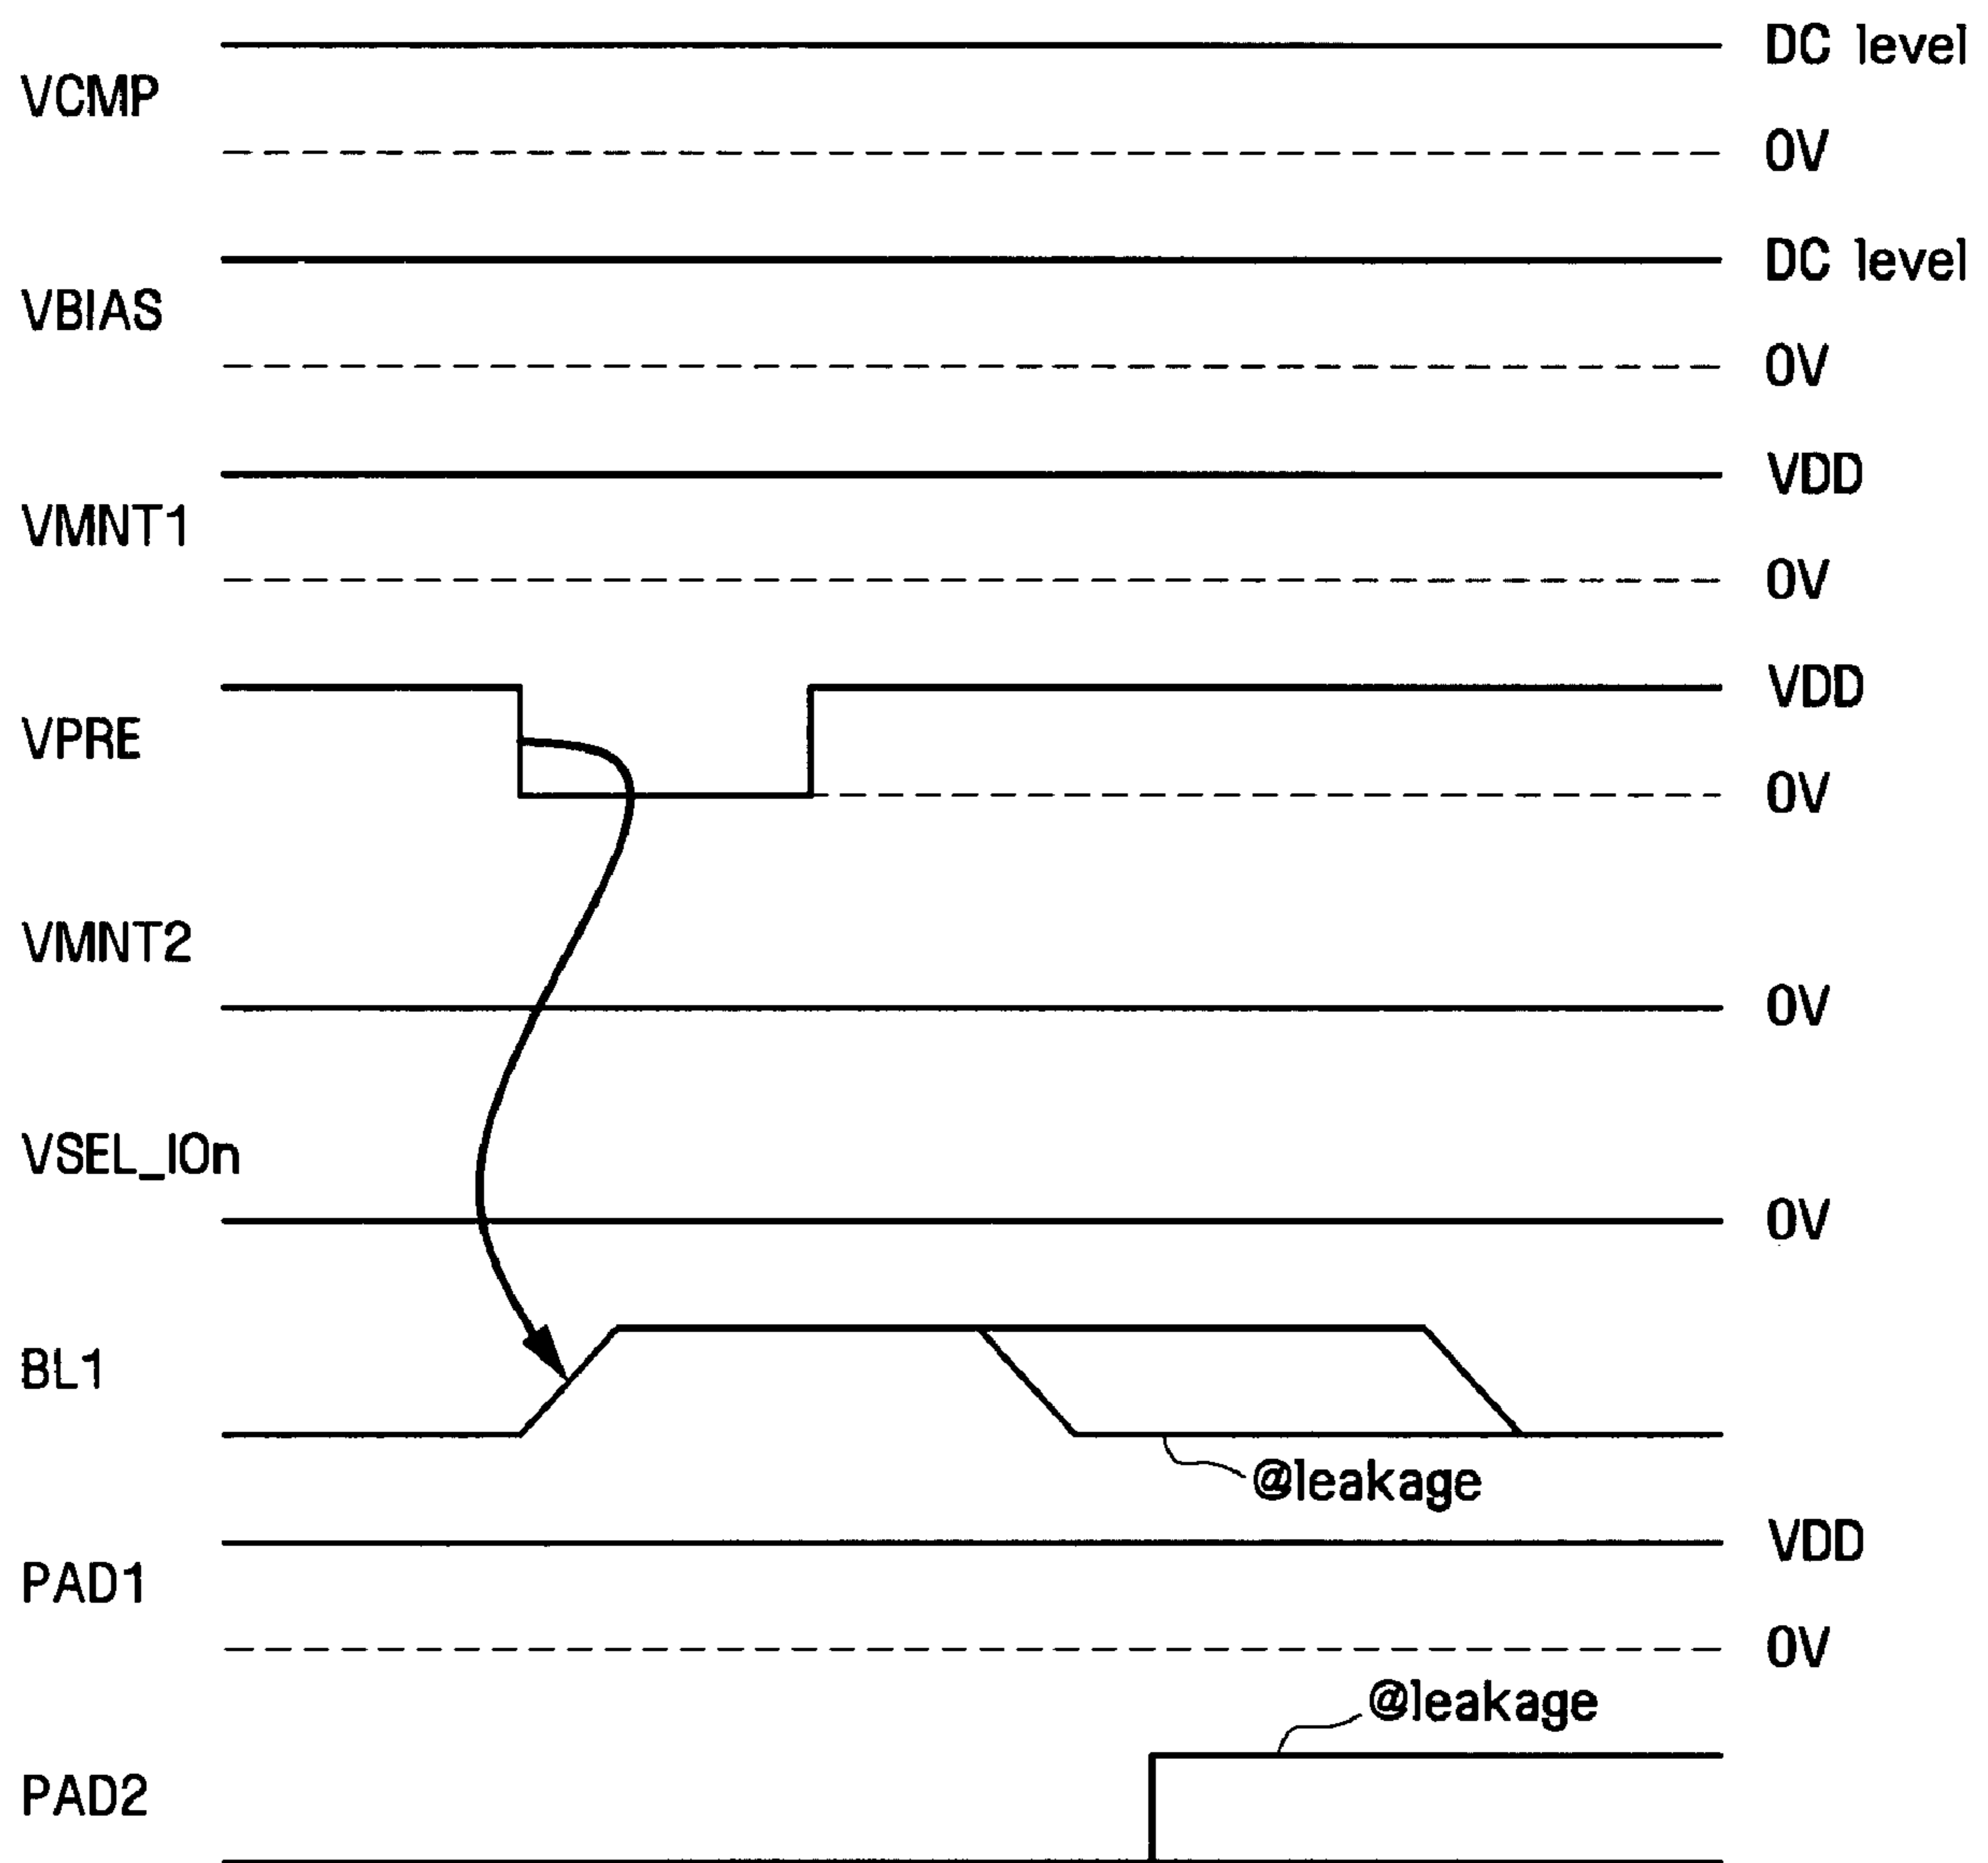 DC level
VCMP
0V
DC level
VBIAS
0V
VDD
VMNT1
0V
VDD
VPRE
0V
VMNT2
0V
VSEL_IOn
0V
BL1
@leakage
VDD
PAD1
0V
@leakage
PAD2